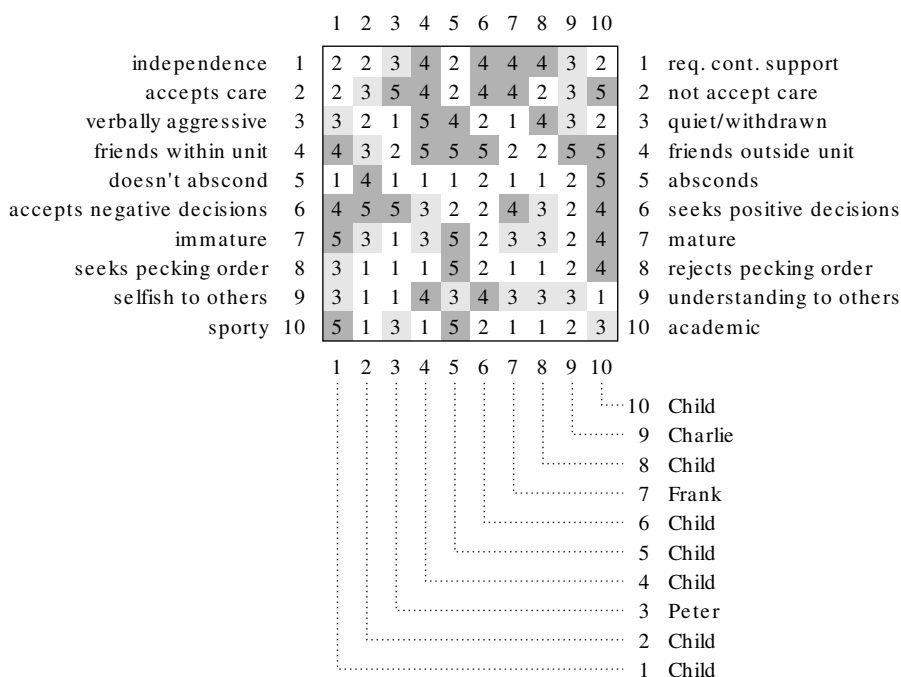 1 2 3 4 5 6 7 8 9 10
independence 1 2 2 3 4 2 4 4 4 3 2 1 req. cont. support
accepts care 2 2 3 5 4 2 4 4 2 3 5 2 not accept care
verbally aggressive 3 3 2 1 5 4 2 1 4 3 2 3 quiet/withdrawn
friends within unit 4 4 3 2 5 5 5 2 2 5 5 4 friends outside unit
doesn't abscond 5 1 4 1 1 1 2 1 1 2 5 5 absconds
accepts negative decisions 6 4 5 5 3 2 2 4 3 2 4 6 seeks positive decisions
immature 7 5 3 1 3 5 2 3 3 2 4 7 mature
seeks pecking order 8 3 1 1 1 5 2 1 1 2 4 8 rejects pecking order
selfish to others 9 3 1 1 4 3 4 3 3 3 1 9 understanding to others
sporty 10 5 1 3 1 5 2 1 1 2 3 10 academic
1 2 3 4 5 6 7 8 9 10
10 Child
9 Charlie
8 Child
7 Frank
6 Child
5 Child
4 Child
3 Peter
2 Child
1 Child